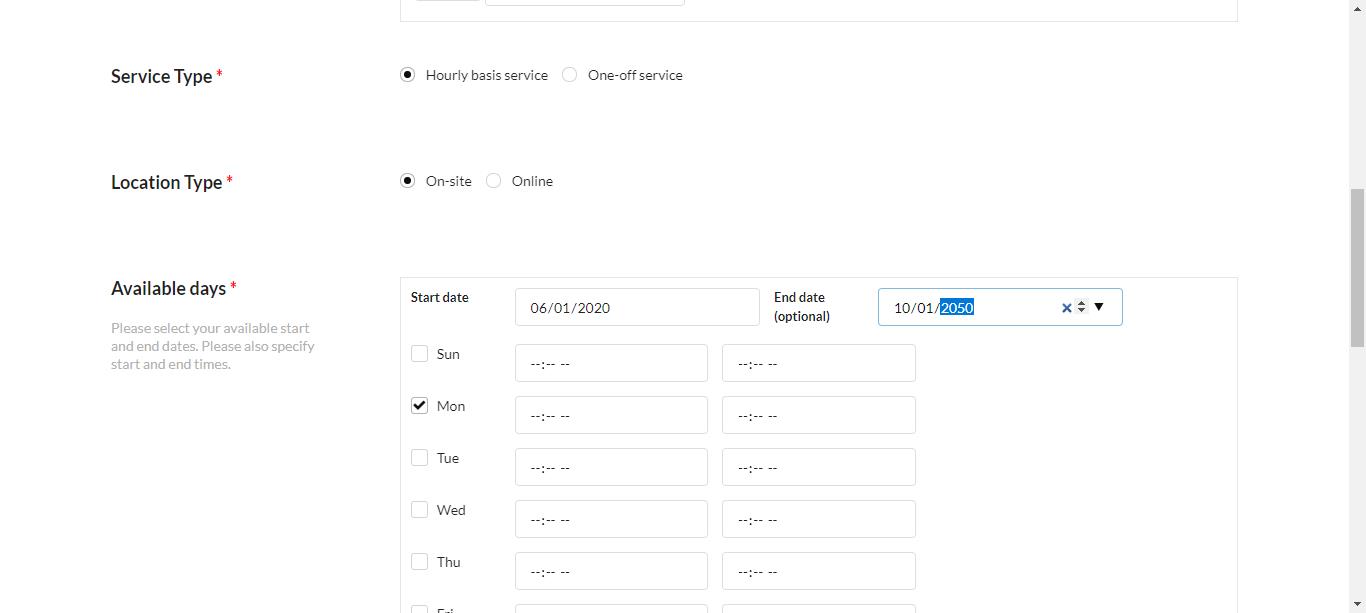 Service Type *
Hourly basis service One-off service
Location Type *
On-site Online
Available days *
Please select your available start
and end dates. Please also specify
start and end times.
Start date 06/01/2020 End date
(optional) 10/01/2050
Sun --:-- -- --:-- --
Mon --:-- -- --:-- --
Tue --:-- -- --:-- --
Wed --:-- -- --:-- --
Thu --:-- -- --:-- --
Fri